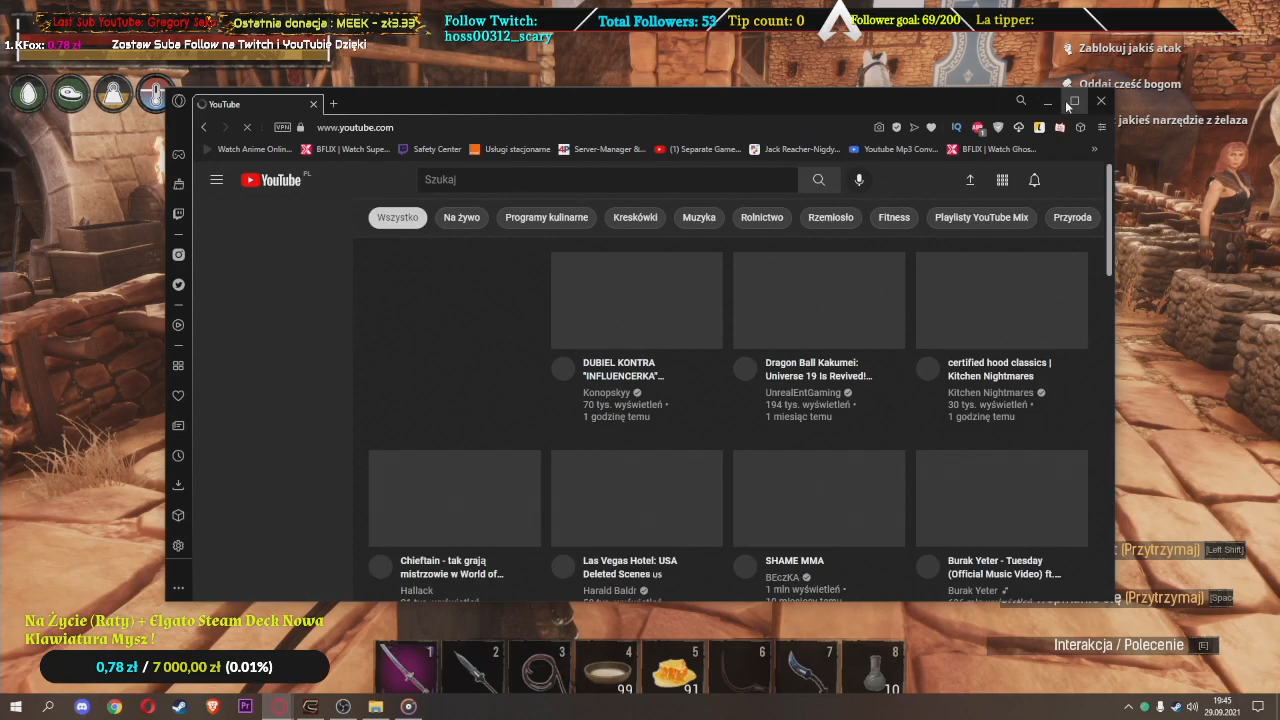 Last Sub YouTube: Gregory Seko
Ostatnia donacja : MEEK - zł3.33
Follow Twitch:
hoss00312_scary
Total Followers: 53
Tip count: 0
Follower goal: 69/200
La tipper:
1. KFox: 0,78 zł
Zostaw Suba Follow na Twitch i YouTubie Dzięki
Zablokuj jakiś atak
Oddaj cześć bogom
jakieś narzędzie z żelaza
YouTube
VPN
www.youtube.com
IQ
1
Watch Anime Onlin...
BFLIX | Watch Supe...
Safety Center
Usługi stacjonarne
Server-Manager &...
(1) Separate Game...
Jack Reacher-Nigdy...
Youtube Mp3 Conv...
BFLIX | Watch Ghos...
YouTube PL
Szukaj
Wszystko
Na żywo
Programy kulinarne
Kreskówki
Muzyka
Rolnictwo
Rzemiosło
Fitness
Playlisty YouTube Mix
Przyroda
DUBIEL KONTRA
"INFLUENCERKA"...
Konopskyy
70 tys. wyświetleń •
1 godzinę temu
Dragon Ball Kakumei:
Universe 19 Is Revived!...
UnrealEntGaming
194 tys. wyświetleń •
1 miesiąc temu
certified hood classics |
Kitchen Nightmares
Kitchen Nightmares
30 tys. wyświetleń •
1 godzinę temu
Chieftain - tak grają
mistrzowie w World of...
Hallack
Las Vegas Hotel: USA
Deleted Scenes us
Harald Baldr
SHAME MMA
BEczKA
1 mln wyświetleń •
Burak Yeter - Tuesday
(Official Music Video) ft....
Burak Yeter
(Przytrzymaj) [Left Shift]
(Przytrzymaj)
Interakcja / Polecenie [E]
Na Życie (Raty) + Elgato Steam Deck Nowa
Klawiatura Mysz !
0,78 zł / 7 000,00 zł (0.01%)
1
2
3
4
99
5
91
6
7
8
10
Pr
19:45
29.09.2021